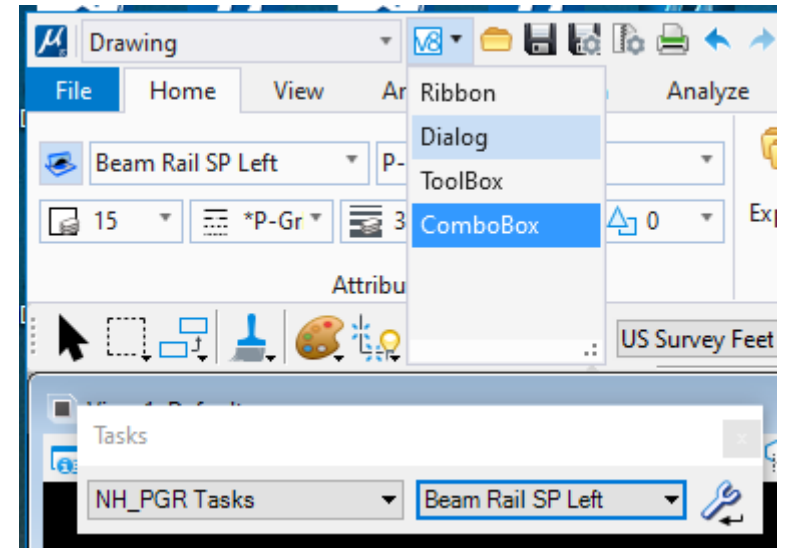 Drawing
V8
File Home View Ar Analyz
Ribbon
Dialog
ToolBox
ComboBox
Beam Rail SP Left P-
15 *P-Gr 3 0 Exp
Attribu
US Survey Feet
Tasks
NH_PGR Tasks Beam Rail SP Left